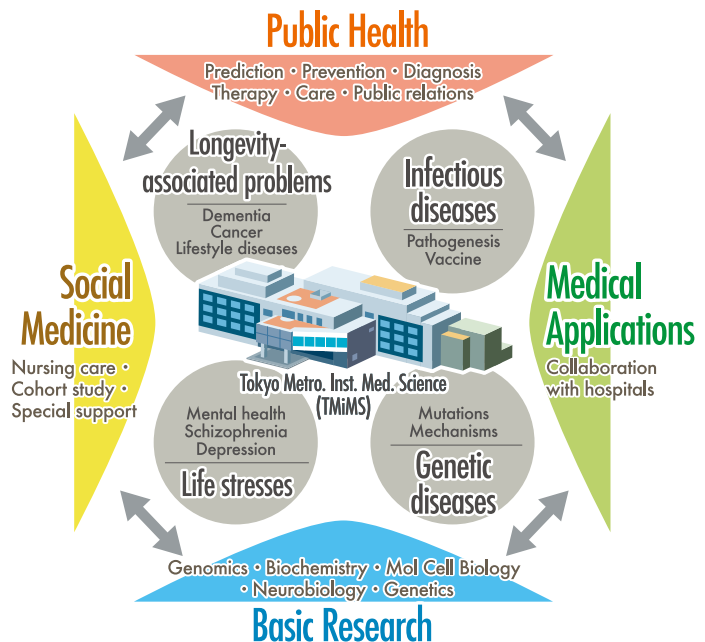 Public Health
Prediction・Prevention・Diagnosis
Therapy・Care・Public relations
Longevity-
associated problems
Dementia
Cancer
Lifestyle diseases
Infectious
diseases
Pathogenesis
Vaccine
Social
Medicine
Nursing care・
Cohort study・
Special support
Medical
Applications
Collaboration
with hospitals
Tokyo Metro. Inst. Med. Science
(TMiMS)
Mental health
Schizophrenia
Depression
Life stresses
Mutations
Mechanisms
Genetic
diseases
Genomics・Biochemistry・Mol Cell Biology
・Neurobiology・Genetics
Basic Research